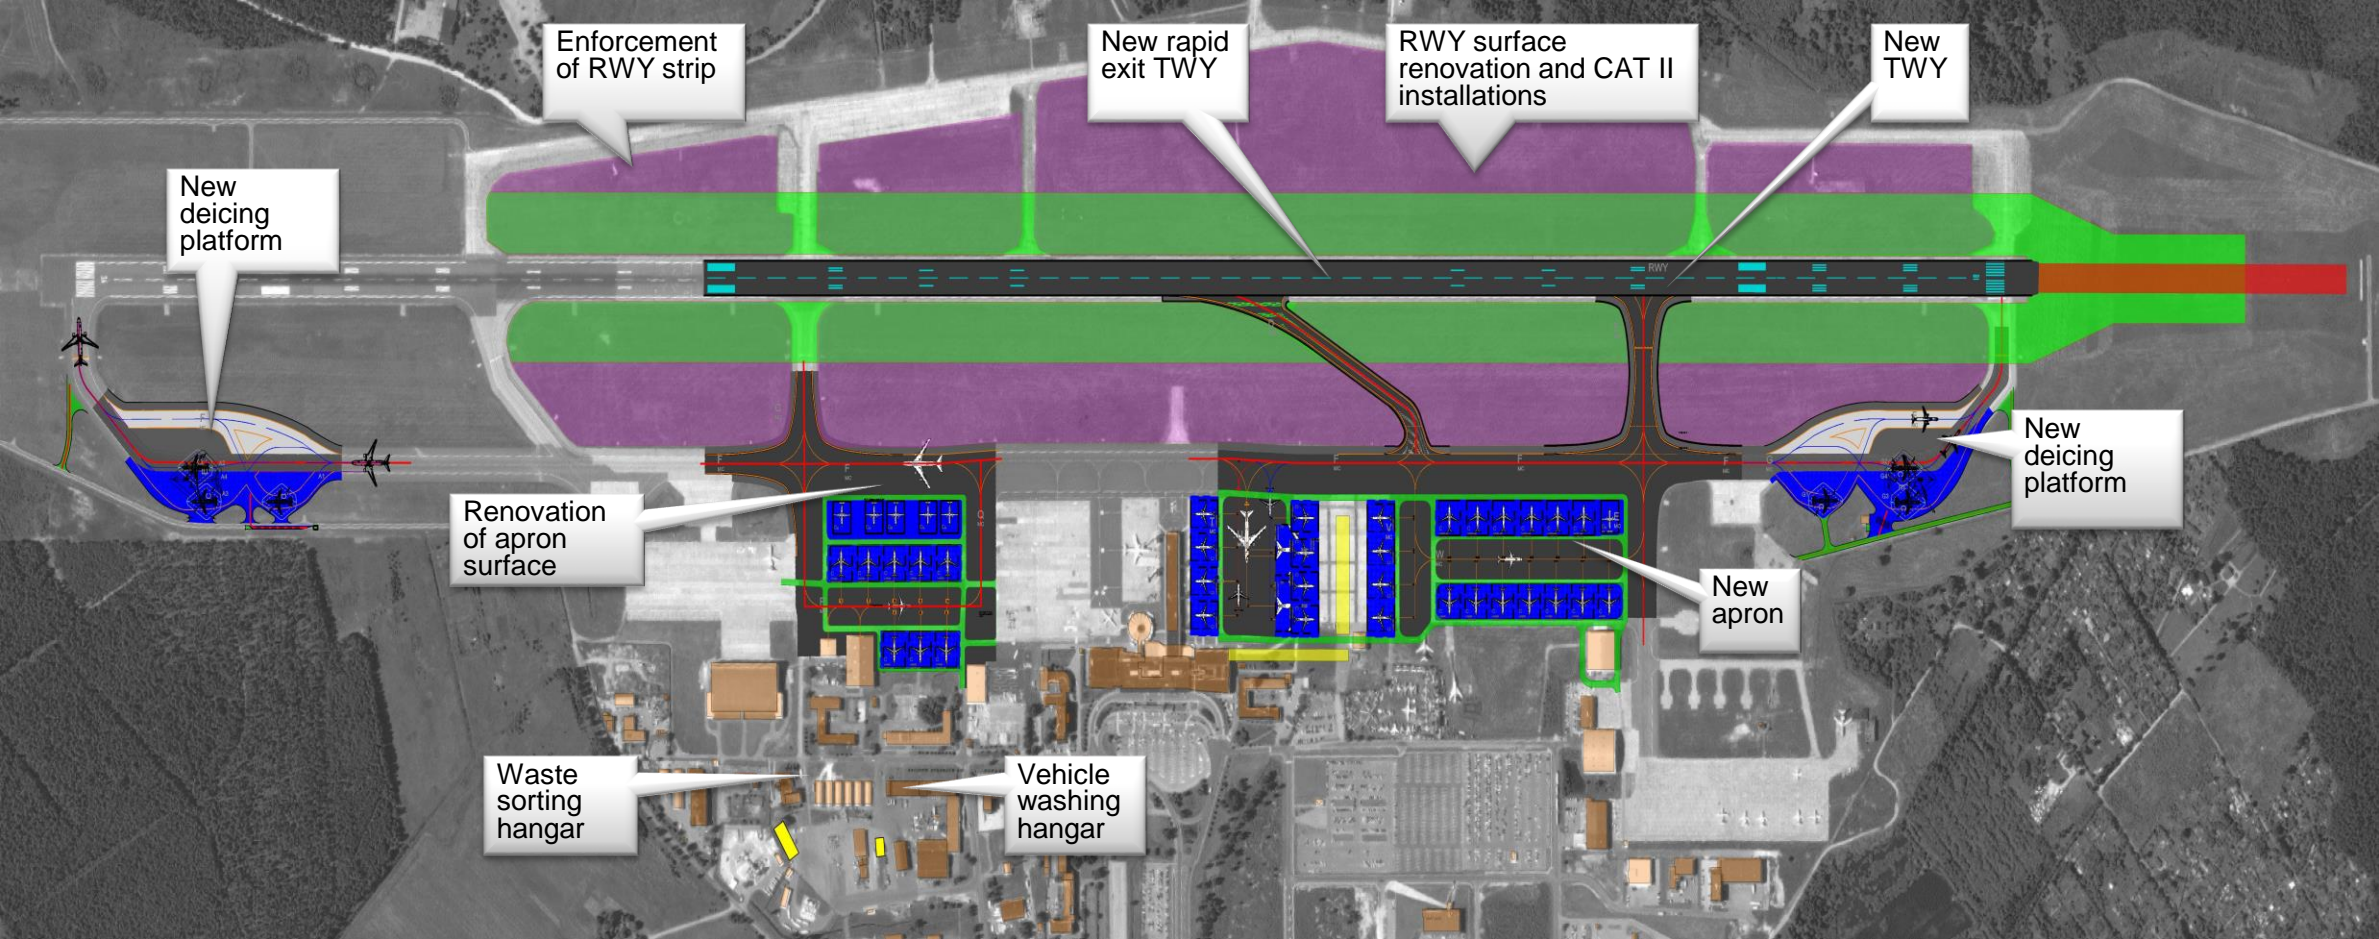 Enforcement
of RWY strip
New rapid
exit TWY
RWY surface
renovation and CAT II
installations
New
TWY
New
deicing
platform
RWY
New
deicing
platform
Renovation
of apron
surface
New
apron
Waste
sorting
hangar
Vehicle
washing
hangar